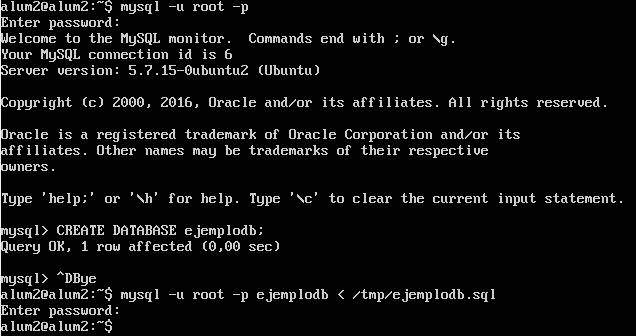 alum2@alum2:~$ mysql -u root -p
Enter password:
Welcome to the MySQL monitor.  Commands end with ; or \g.
Your MySQL connection id is 6
Server version: 5.7.15-0ubuntu2 (Ubuntu)
Copyright (c) 2000, 2016, Oracle and/or its affiliates. All rights reserved.
Oracle is a registered trademark of Oracle Corporation and/or its
affiliates. Other names may be trademarks of their respective
owners.
Type 'help;' or '\h' for help. Type '\c' to clear the current input statement.
mysql> CREATE DATABASE ejemplodb;
Query OK, 1 row affected (0,00 sec)
mysql> ^DBye
alum2@alum2:~$ mysql -u root -p ejemplodb < /tmp/ejemplodb.sql
Enter password:
alum2@alum2:~$